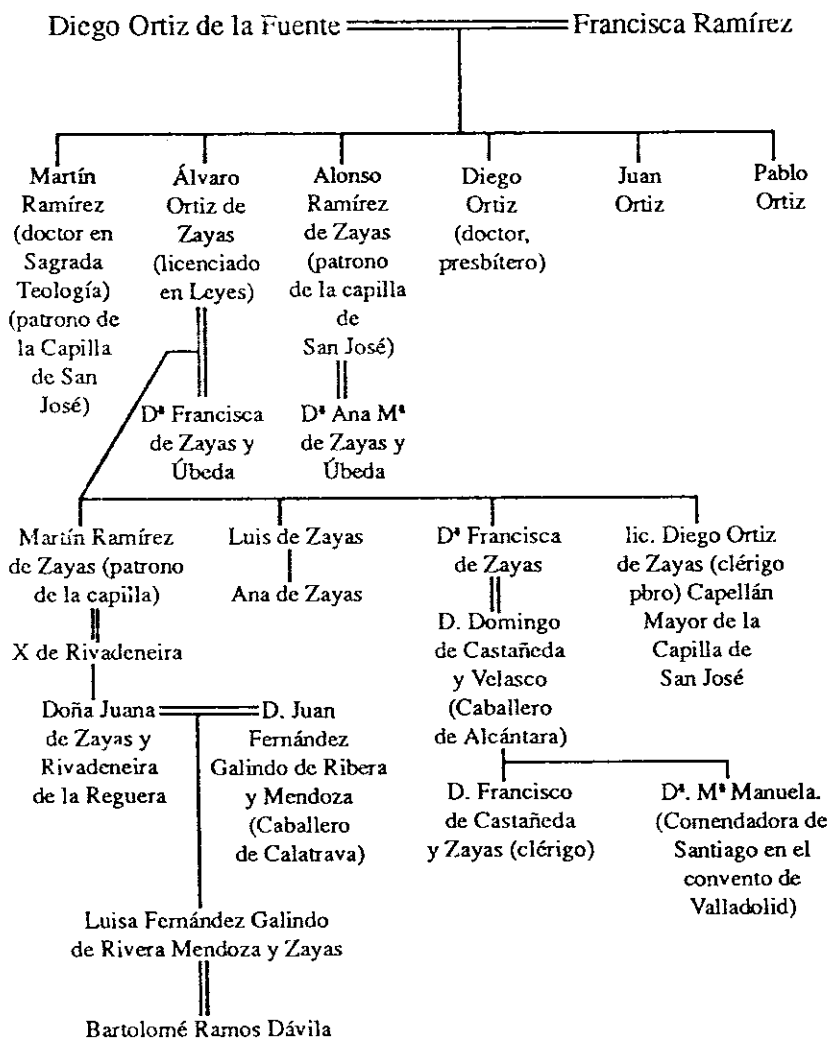 Diego Ortiz de la Fuente Francisca Ramírez
Martín
Ramírez
(doctor en
Sagrada
Teología)
(patrono de
la Capilla
de San
José)
Álvaro
Ortiz de
Zayas
(licenciado
en Leyes)
Dª Francisca
de Zayas y
Úbeda
Alonso
Ramírez
de Zayas
(patrono
de la capilla
de
San José)
Dª Ana Mª
de Zayas y
Úbeda
Diego
Ortiz
(doctor,
presbítero)
Juan
Ortiz
Pablo
Ortiz
Martín Ramírez
de Zayas (patrono
de la capilla)
X de Rivadeneira
Luis de Zayas
Ana de Zayas
Dª Francisca
de Zayas
D. Domingo
de Castañeda
y Velasco
(Caballero
de Alcántara)
lic. Diego Ortiz
de Zayas (clérigo
pbro) Capellán
Mayor de la
Capilla de
San José
Doña Juana
de Zayas y
Rivadeneira
de la Reguera
D. Juan
Fernández
Galindo de Ribera
y Mendoza
(Caballero
de Calatrava)
D. Francisco
de Castañeda
y Zayas (clérigo)
Dª. Mª Manuela.
(Comendadora de
Santiago en el
convento de
Valladolid)
Luisa Fernández Galindo
de Rivera Mendoza y Zayas
Bartolomé Ramos Dávila